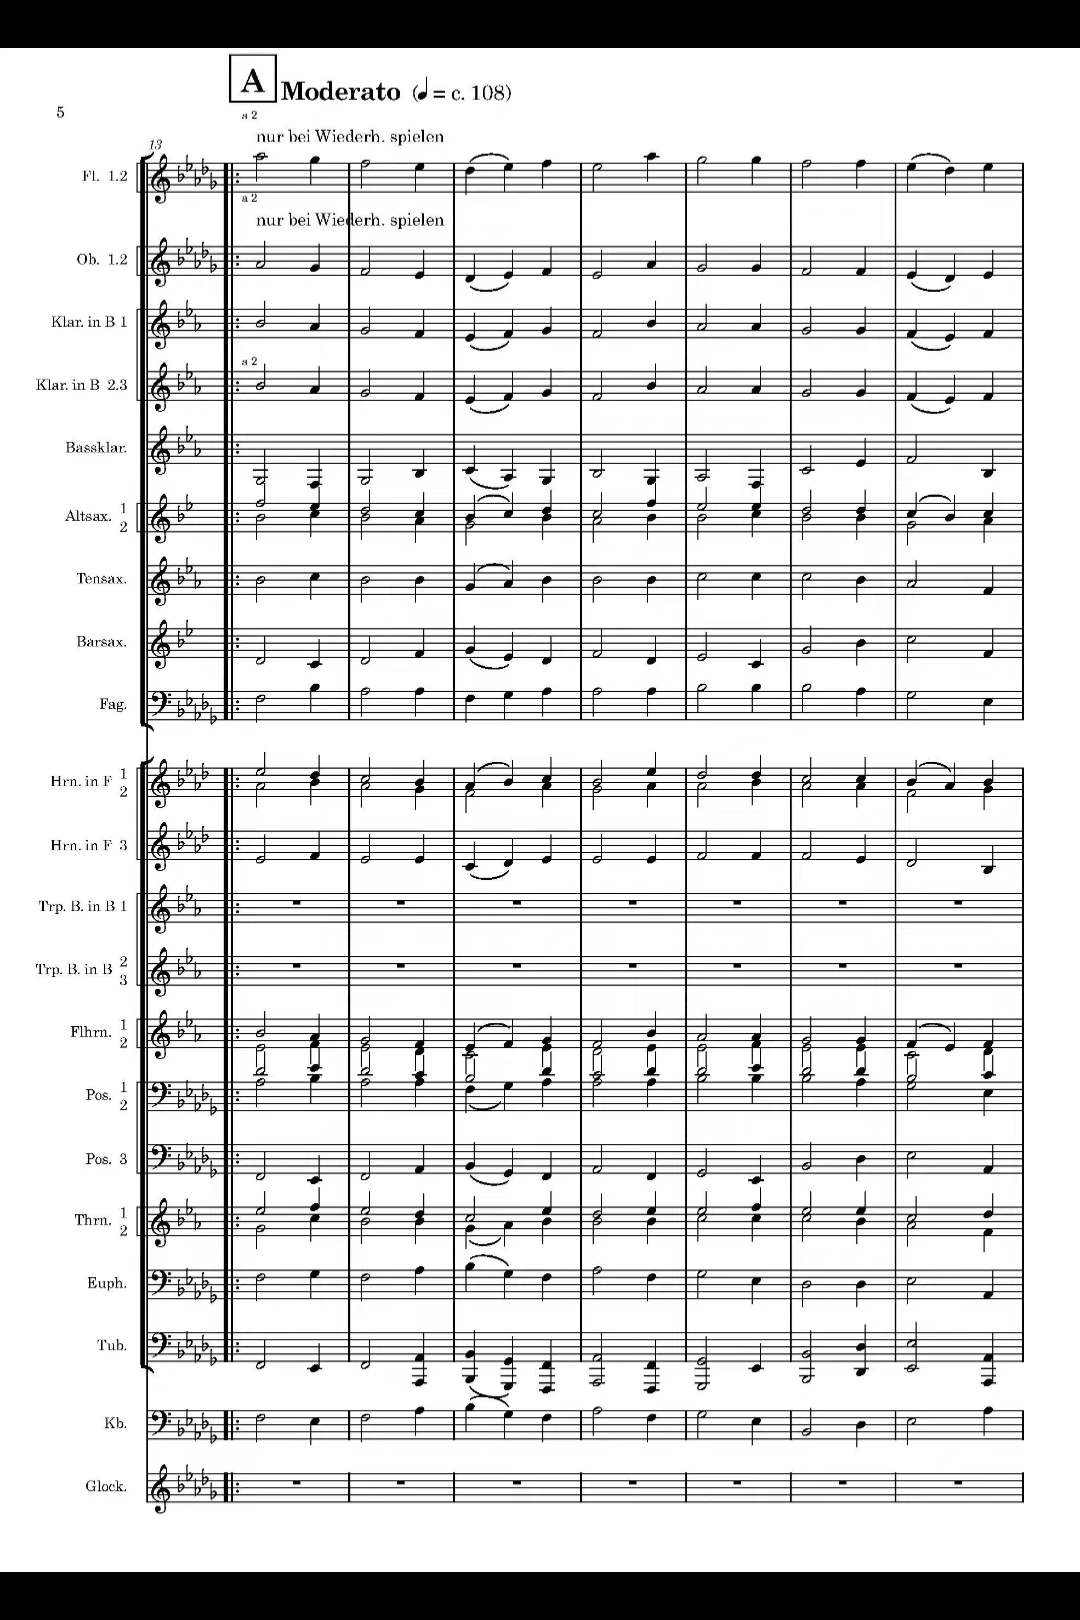 A Moderato (♩ = c. 108)
5
a 2
nur bei Wiederh. spielen
13
Fl. 1.2
a 2
nur bei Wiederh. spielen
Ob. 1.2
Klar. in B 1
a 2
Klar. in B 2.3
Bassklar.
Altsax. 1
2
Tensax.
Barsax.
Fag.
Hrn. in F 1
2
Hrn. in F 3
Trp. B. in B 1
Trp. B. in B 2
3
Flhrn. 1
2
Pos. 1
2
Pos. 3
Thrn. 1
2
Euph.
Tub.
Kb.
Glock.